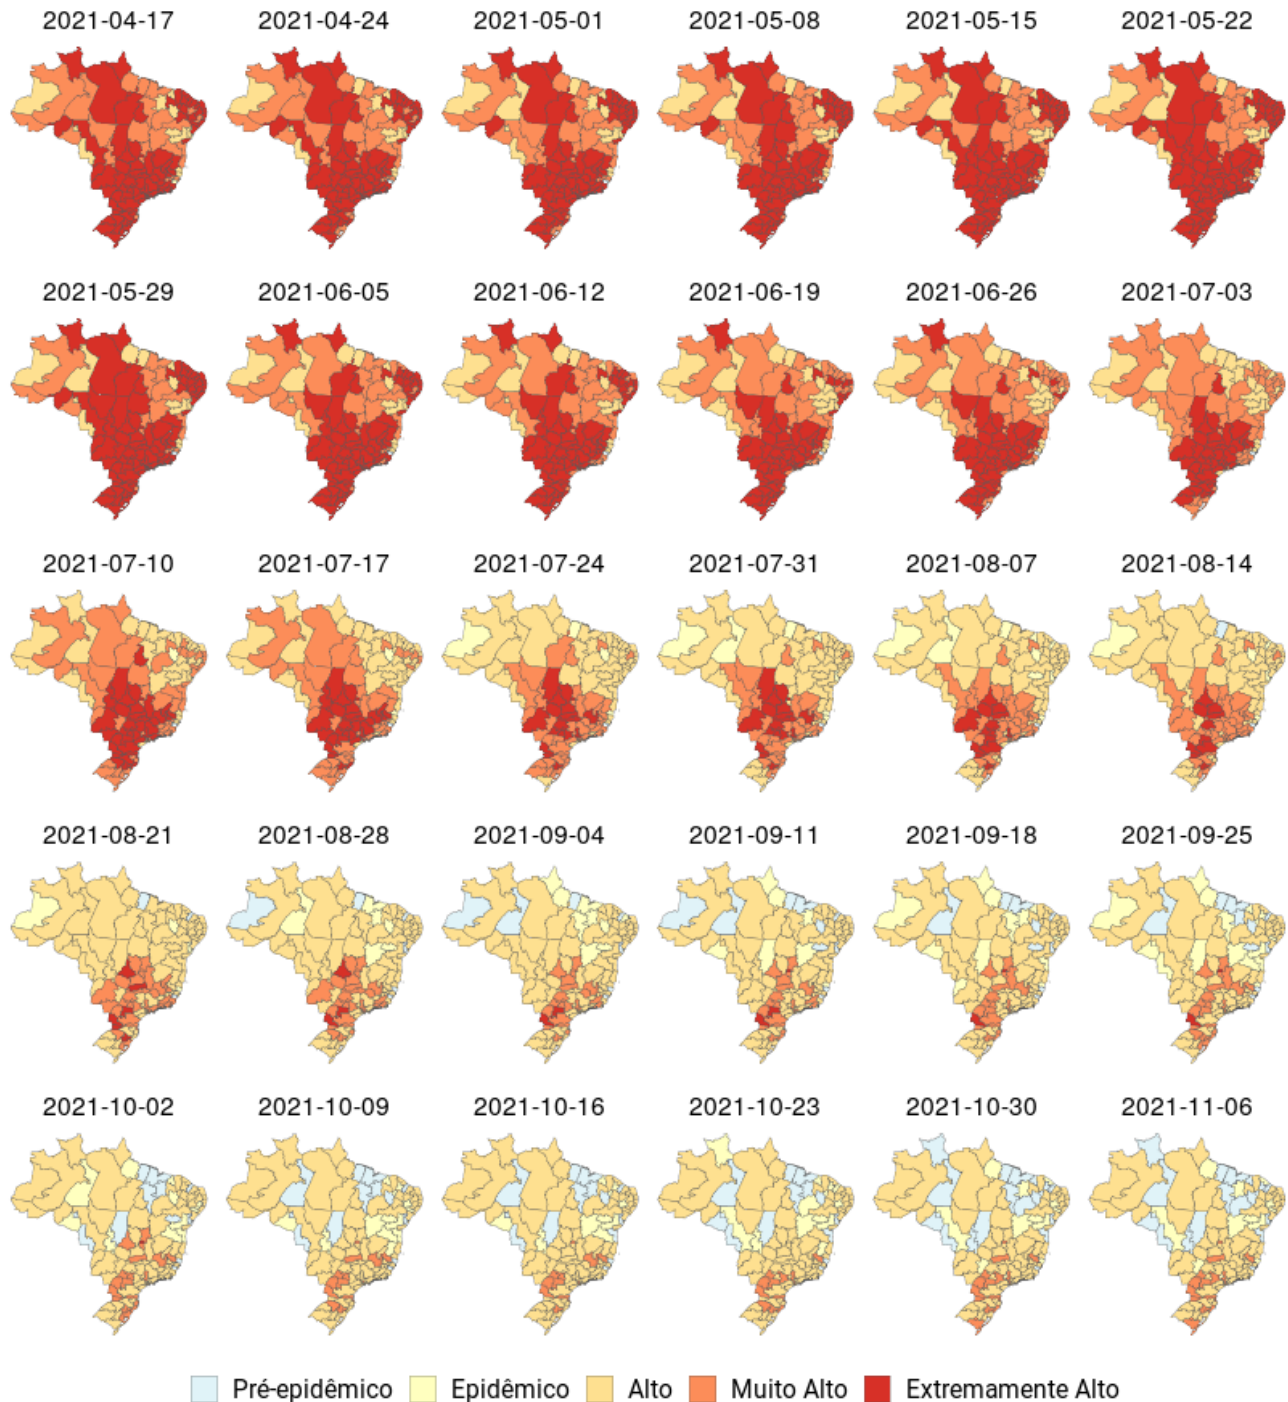 2021-04-17 2021-04-24 2021-05-01 2021-05-08 2021-05-15 2021-05-22
2021-05-29 2021-06-05 2021-06-12 2021-06-19 2021-06-26 2021-07-03
2021-07-10 2021-07-17 2021-07-24 2021-07-31 2021-08-07 2021-08-14
2021-08-21 2021-08-28 2021-09-04 2021-09-11 2021-09-18 2021-09-25
2021-10-02 2021-10-09 2021-10-16 2021-10-23 2021-10-30 2021-11-06
Pré-epidêmico Epidêmico Alto Muito Alto Extremamente Alto